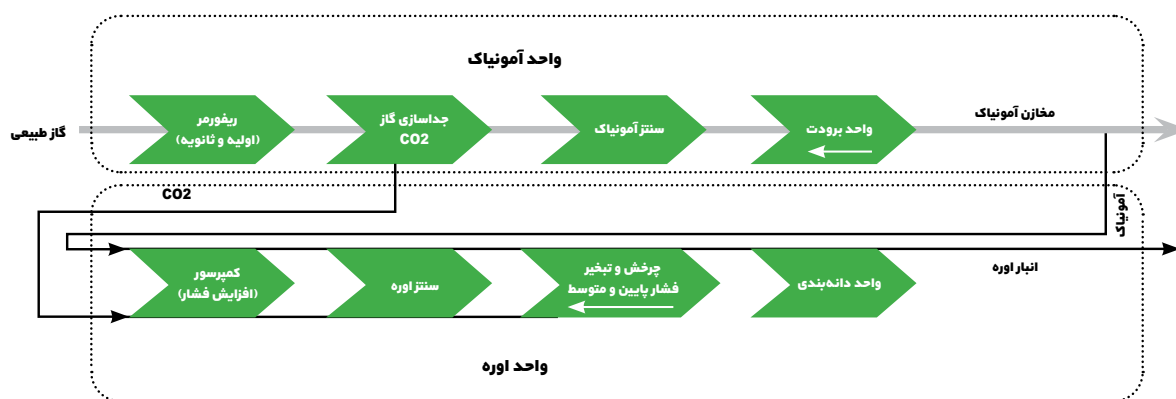 واحد آمونیاک
گاز طبیعی
ریفورمر
(اولیه و ثانویه)
جداسازی گاز
CO2
سنتز آمونیاک
واحد برودت
مخازن آمونیاک
CO2
آمونیاک
کمپرسور
(افزایش فشار)
سنتز اوره
چرخش و تبخیر
فشار پایین و متوسط
واحد دانه‌بندی
انبار اوره
واحد اوره